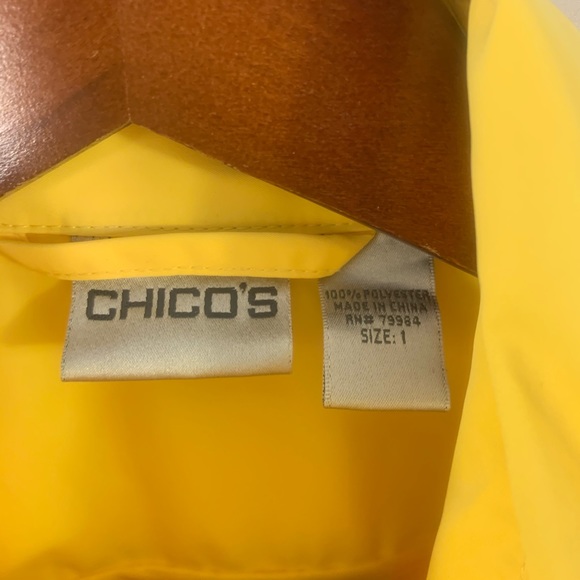 CHICO'S
100% POLYESTER
MADE IN CHINA
RN# 79984
SIZE: 1